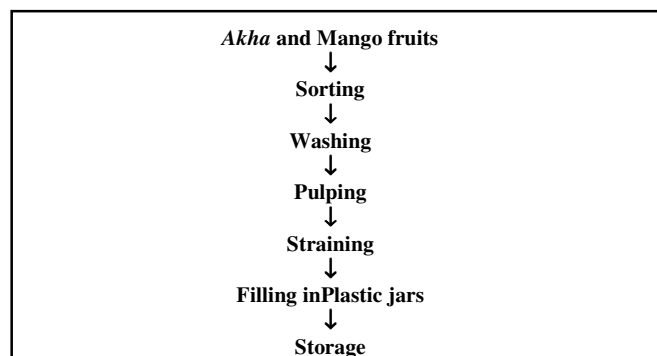 Akha and Mango fruits
↓
Sorting
↓
Washing
↓
Pulping
↓
Straining
↓
Filling inPlastic jars
↓
Storage